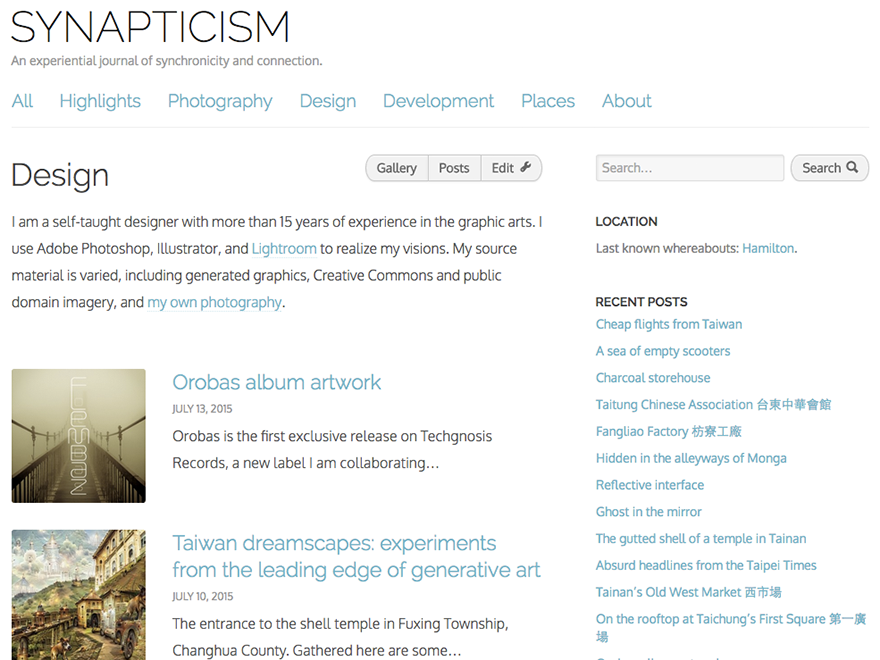 SYNAPTICISM
An experiential journal of synchronicity and connection.
All Highlights Photography Design Development Places About
Design
Gallery Posts Edit
I am a self-taught designer with more than 15 years of experience in the graphic arts. I
use Adobe Photoshop, Illustrator, and Lightroom to realize my visions. My source
material is varied, including generated graphics, Creative Commons and public
domain imagery, and my own photography.
Orobas album artwork
JULY 13, 2015
Orobas is the first exclusive release on Techgnosis
Records, a new label I am collaborating…
Taiwan dreamscapes: experiments
from the leading edge of generative art
JULY 10, 2015
The entrance to the shell temple in Fuxing Township,
Changhua County. Gathered here are some…
Search...
Search
LOCATION
Last known whereabouts: Hamilton.
RECENT POSTS
Cheap flights from Taiwan
A sea of empty scooters
Charcoal storehouse
Taitung Chinese Association 台東中華會館
Fangliao Factory 枋寮工廠
Hidden in the alleyways of Monga
Reflective interface
Ghost in the mirror
The gutted shell of a temple in Tainan
Absurd headlines from the Taipei Times
Tainan’s Old West Market 西市場
On the rooftop at Taichung’s First Square 第一廣
場